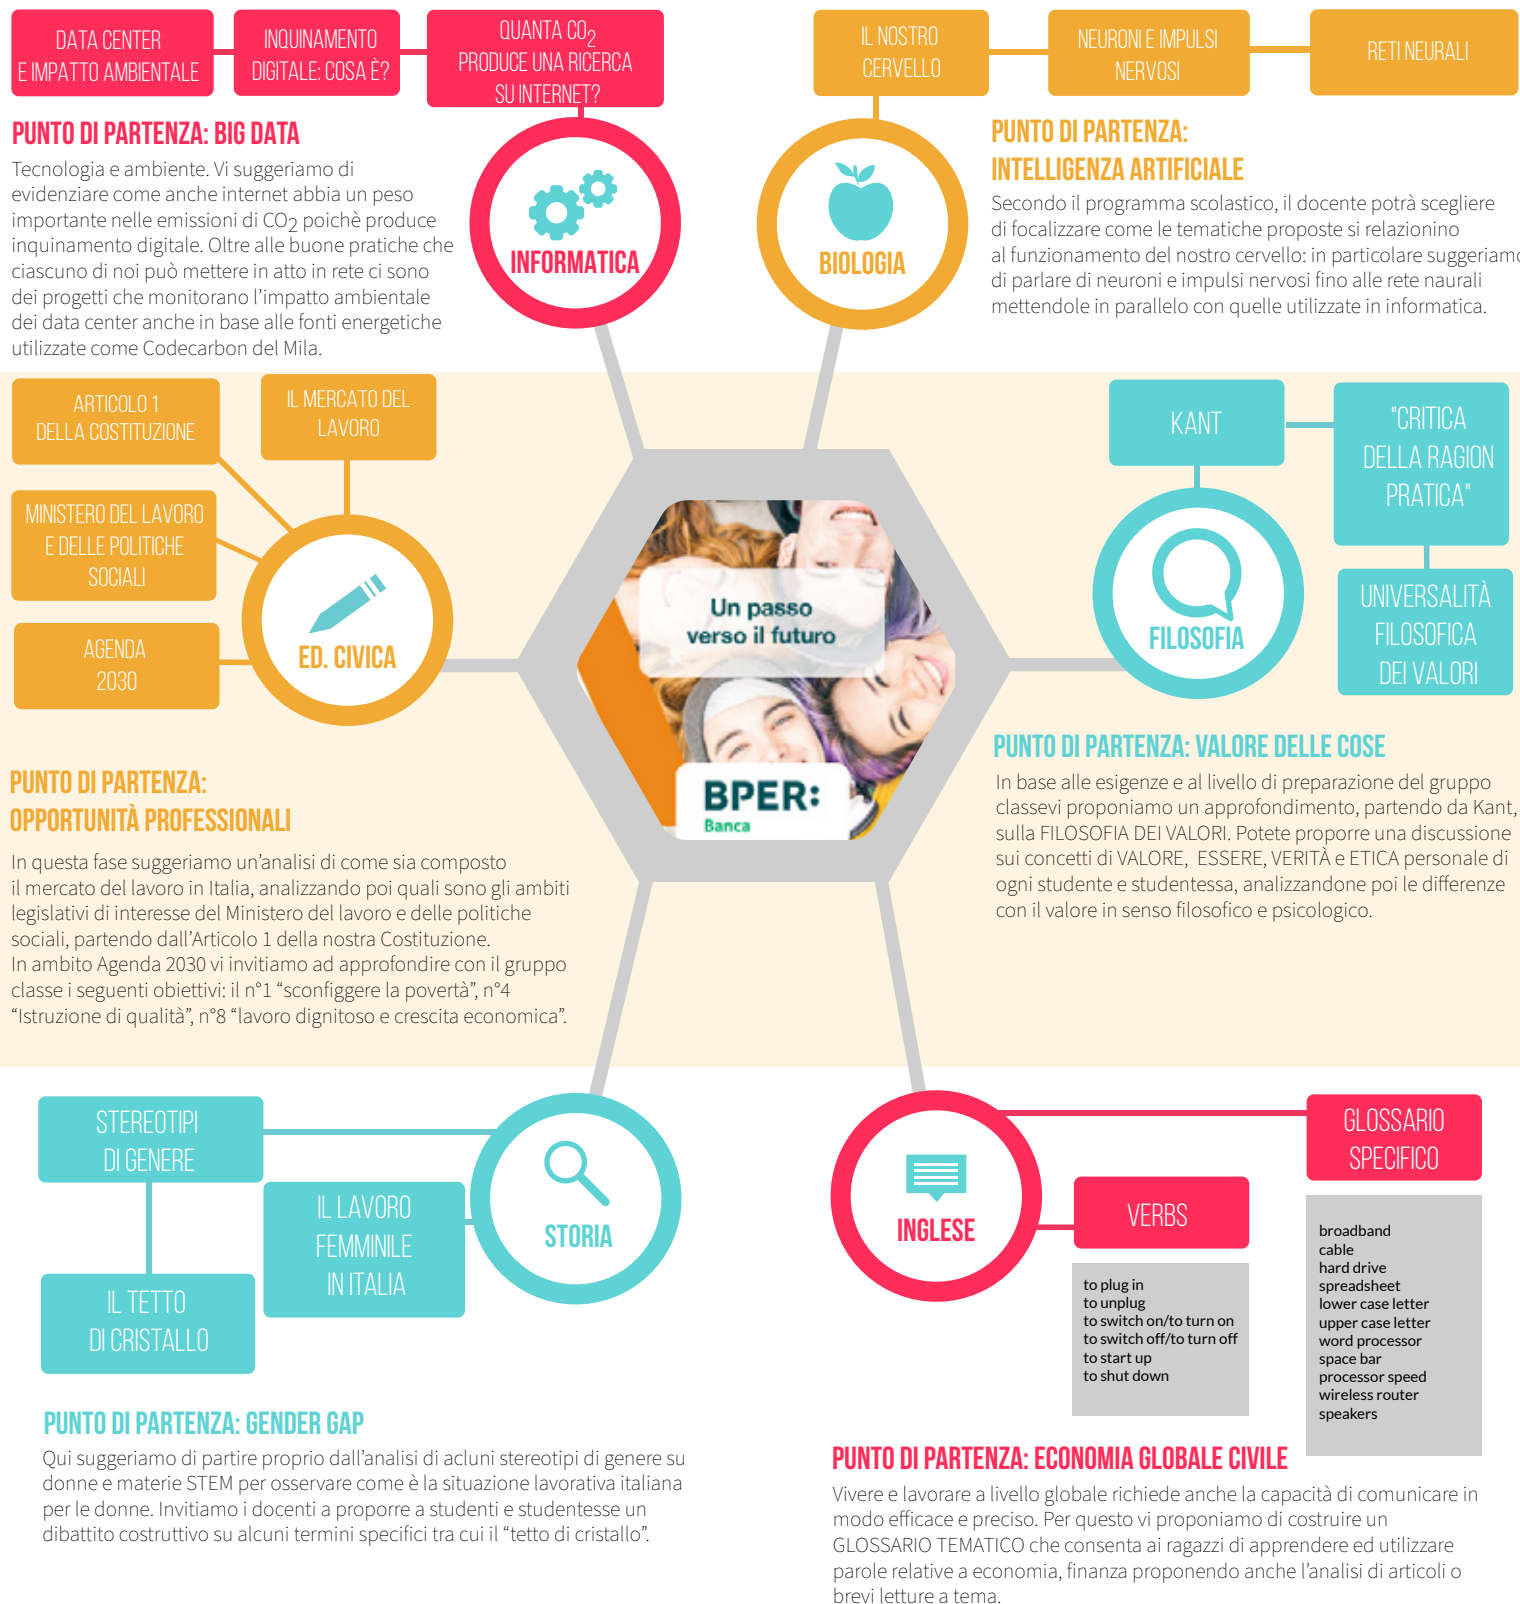 DATA CENTER
E IMPATTO AMBIENTALE
INQUINAMENTO
DIGITALE: COSA È?
QUANTA CO2
PRODUCE UNA RICERCA
SU INTERNET?
PUNTO DI PARTENZA: BIG DATA
Tecnologia e ambiente. Vi suggeriamo di
evidenziare come anche internet abbia un peso
importante nelle emissioni di CO2 poichè produce
inquinamento digitale. Oltre alle buone pratiche che
ciascuno di noi può mettere in atto in rete ci sono
dei progetti che monitorano l’impatto ambientale
dei data center anche in base alle fonti energetiche
utilizzate come Codecarbon del Mila.
INFORMATICA
IL NOSTRO
CERVELLO
NEURONI E IMPULSI
NERVOSI
RETI NEURALI
BIOLOGIA
PUNTO DI PARTENZA:
INTELLIGENZA ARTIFICIALE
Secondo il programma scolastico, il docente potrà scegliere
di focalizzare come le tematiche proposte si relazionino
al funzionamento del nostro cervello: in particolare suggeriamo
di parlare di neuroni e impulsi nervosi fino alle rete naurali
mettendole in parallelo con quelle utilizzate in informatica.
ARTICOLO 1
DELLA COSTITUZIONE
IL MERCATO DEL
LAVORO
MINISTERO DEL LAVORO
E DELLE POLITICHE
SOCIALI
AGENDA
2030
ED. CIVICA
PUNTO DI PARTENZA:
OPPORTUNITÀ PROFESSIONALI
In questa fase suggeriamo un’analisi di come sia composto
il mercato del lavoro in Italia, analizzando poi quali sono gli ambiti
legislativi di interesse del Ministero del lavoro e delle politiche
sociali, partendo dall’Articolo 1 della nostra Costituzione.
In ambito Agenda 2030 vi invitiamo ad approfondire con il gruppo
classe i seguenti obiettivi: il n°1 “sconfiggere la povertà”, n°4
“Istruzione di qualità”, n°8 “lavoro dignitoso e crescita economica”.
Un passo
verso il futuro
BPER:
Banca
KANT
"CRITICA
DELLA RAGION
PRATICA"
UNIVERSALITÀ
FILOSOFICA
DEI VALORI
FILOSOFIA
PUNTO DI PARTENZA: VALORE DELLE COSE
In base alle esigenze e al livello di preparazione del gruppo
classevi proponiamo un approfondimento, partendo da Kant,
sulla FILOSOFIA DEI VALORI. Potete proporre una discussione
sui concetti di VALORE, ESSERE, VERITÀ e ETICA personale di
ogni studente e studentessa, analizzandone poi le differenze
con il valore in senso filosofico e psicologico.
STEREOTIPI
DI GENERE
IL LAVORO
FEMMINILE
IN ITALIA
IL TETTO
DI CRISTALLO
STORIA
PUNTO DI PARTENZA: GENDER GAP
Qui suggeriamo di partire proprio dall’analisi di acluni stereotipi di genere su
donne e materie STEM per osservare come è la situazione lavorativa italiana
per le donne. Invitiamo i docenti a proporre a studenti e studentesse un
dibattito costruttivo su alcuni termini specifici tra cui il “tetto di cristallo”.
INGLESE
VERBS
to plug in
to unplug
to switch on/to turn on
to switch off/to turn off
to start up
to shut down
GLOSSARIO
SPECIFICO
broadband
cable
hard drive
spreadsheet
lower case letter
upper case letter
word processor
space bar
processor speed
wireless router
speakers
PUNTO DI PARTENZA: ECONOMIA GLOBALE CIVILE
Vivere e lavorare a livello globale richiede anche la capacità di comunicare in
modo efficace e preciso. Per questo vi proponiamo di costruire un
GLOSSARIO TEMATICO che consenta ai ragazzi di apprendere ed utilizzare
parole relative a economia, finanza proponendo anche l’analisi di articoli o
brevi letture a tema.